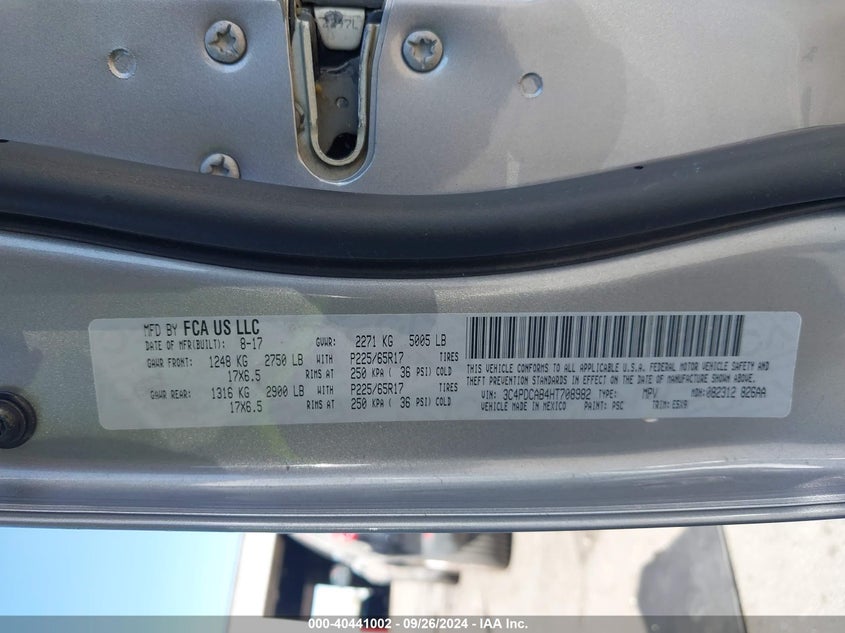 MFD BY FCA US LLC
DATE OF MFR(BUILT): 8-17 GVWR: 2271 KG 5005 LB
GAWR FRONT: 1248 KG 2750 LB WITH P225/65R17 TIRES
17X6.5 RIMS AT 250 KPA ( 36 PSI) COLD
GAWR REAR: 1316 KG 2900 LB WITH P225/65R17 TIRES
17X6.5 RIMS AT 250 KPA ( 36 PSI) COLD
THIS VEHICLE CONFORMS TO ALL APPLICABLE U.S.A. FEDERAL MOTOR VEHICLE SAFETY AND
THEFT PREVENTION STANDARDS IN EFFECT ON THE DATE OF MANUFACTURE SHOWN ABOVE.
VIN: 3C4PDCAB4HT708982 TYPE: MPV MDH: 082312 826AA
VEHICLE MADE IN MEXICO PAINT: PSC TRIM:
000-40441002 - 09/26/2024 - IAA Inc.